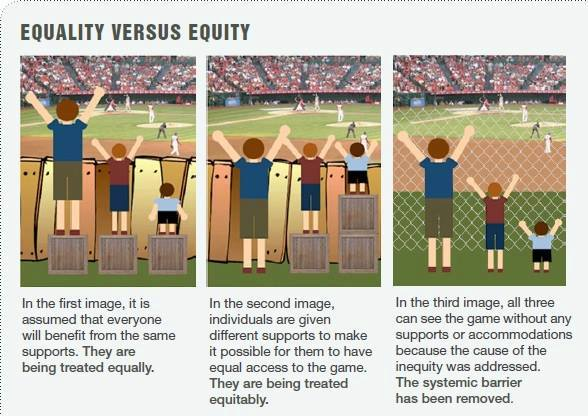 EQUALITY VERSUS EQUITY
In the first image, it is
assumed that everyone
will benefit from the same
supports. They are
being treated equally.
In the second image,
individuals are given
different supports to make
it possible for them to have
equal access to the game.
They are being treated
equitably.
In the third image, all three
can see the game without any
supports or accommodations
because the cause of the
inequity was addressed.
The systemic barrier
has been removed.